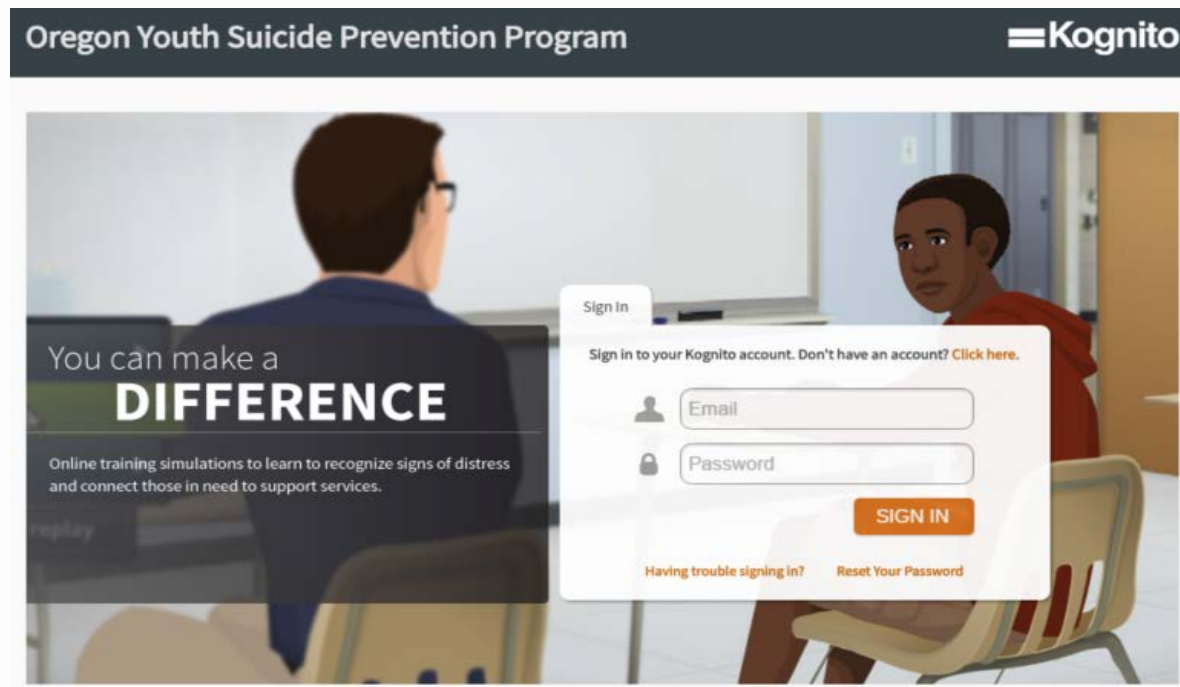 Oregon Youth Suicide Prevention Program
Kognito
Sign In
You can make a
DIFFERENCE
Online training simulations to learn to recognize signs of distress
and connect those in need to support services.
replay
Sign in to your Kognito account. Don't have an account? Click here.
Email
Password
SIGN IN
Having trouble signing in?
Reset Your Password